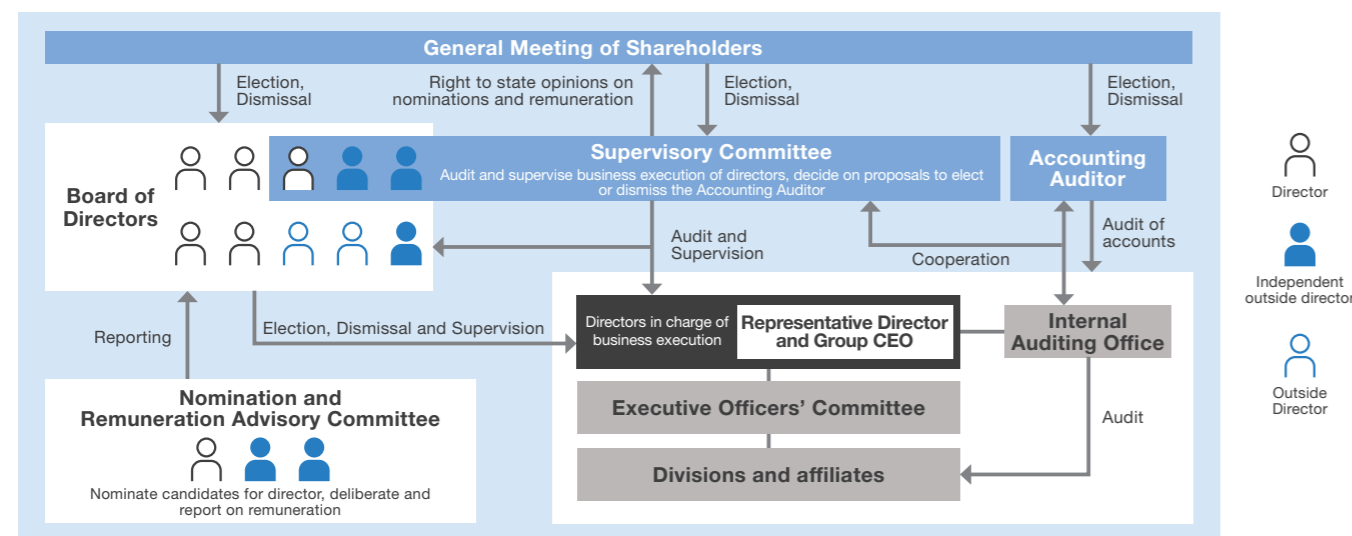 General Meeting of Shareholders
Election,
Dismissal
Right to state opinions on
nominations and remuneration
Election,
Dismissal
Election,
Dismissal
Board of
Directors
Supervisory Committee
Audit and supervise business execution of directors, decide on proposals to elect
or dismiss the Accounting Auditor
Accounting
Auditor
Director
Audit and
Supervision
Cooperation
Audit of
accounts
Independent
outside director
Reporting
Election, Dismissal and Supervision
Directors in charge of
business execution
Representative Director
and Group CEO
Internal
Auditing Office
Outside
Director
Nomination and
Remuneration Advisory Committee
Nominate candidates for director, deliberate and
report on remuneration
Executive Officers’ Committee
Audit
Divisions and affiliates